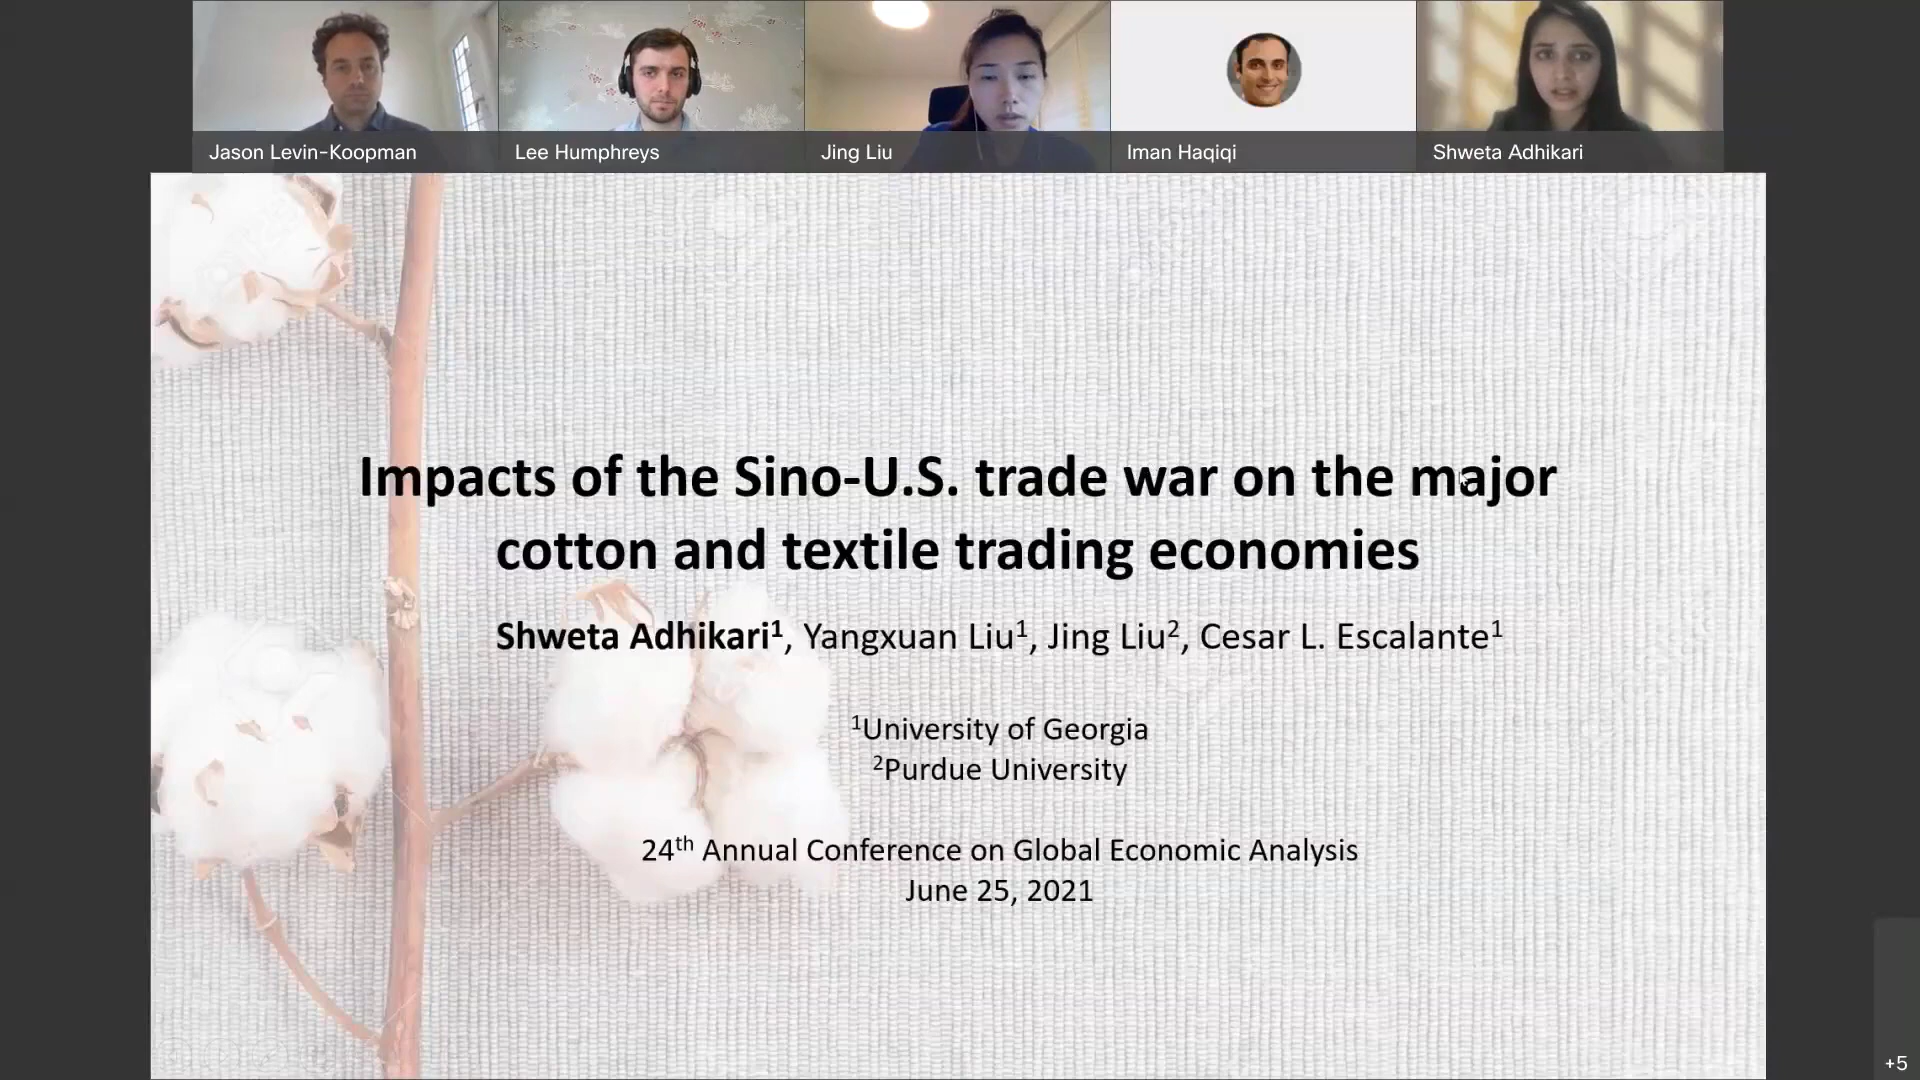 Jason Levin-Koopman
Lee Humphreys
Jing Liu
Iman Haqiqi
Shweta Adhikari
Impacts of the Sino-U.S. trade war on the major
cotton and textile trading economies
Shweta Adhikari¹, Yangxuan Liu¹, Jing Liu², Cesar L. Escalante¹
¹University of Georgia
²Purdue University
24th Annual Conference on Global Economic Analysis
June 25, 2021
+5